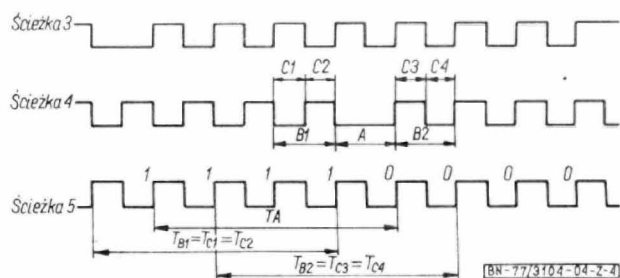 Ścieżka 3
C1 C2 C3 C4
Ścieżka 4
B1 A B2
1 1 1 1 0 0 0 0
Ścieżka 5
TA
T_B1=T_C1=T_C2
T_B2=T_C3=T_C4
BN-77/3104-04-Z-4